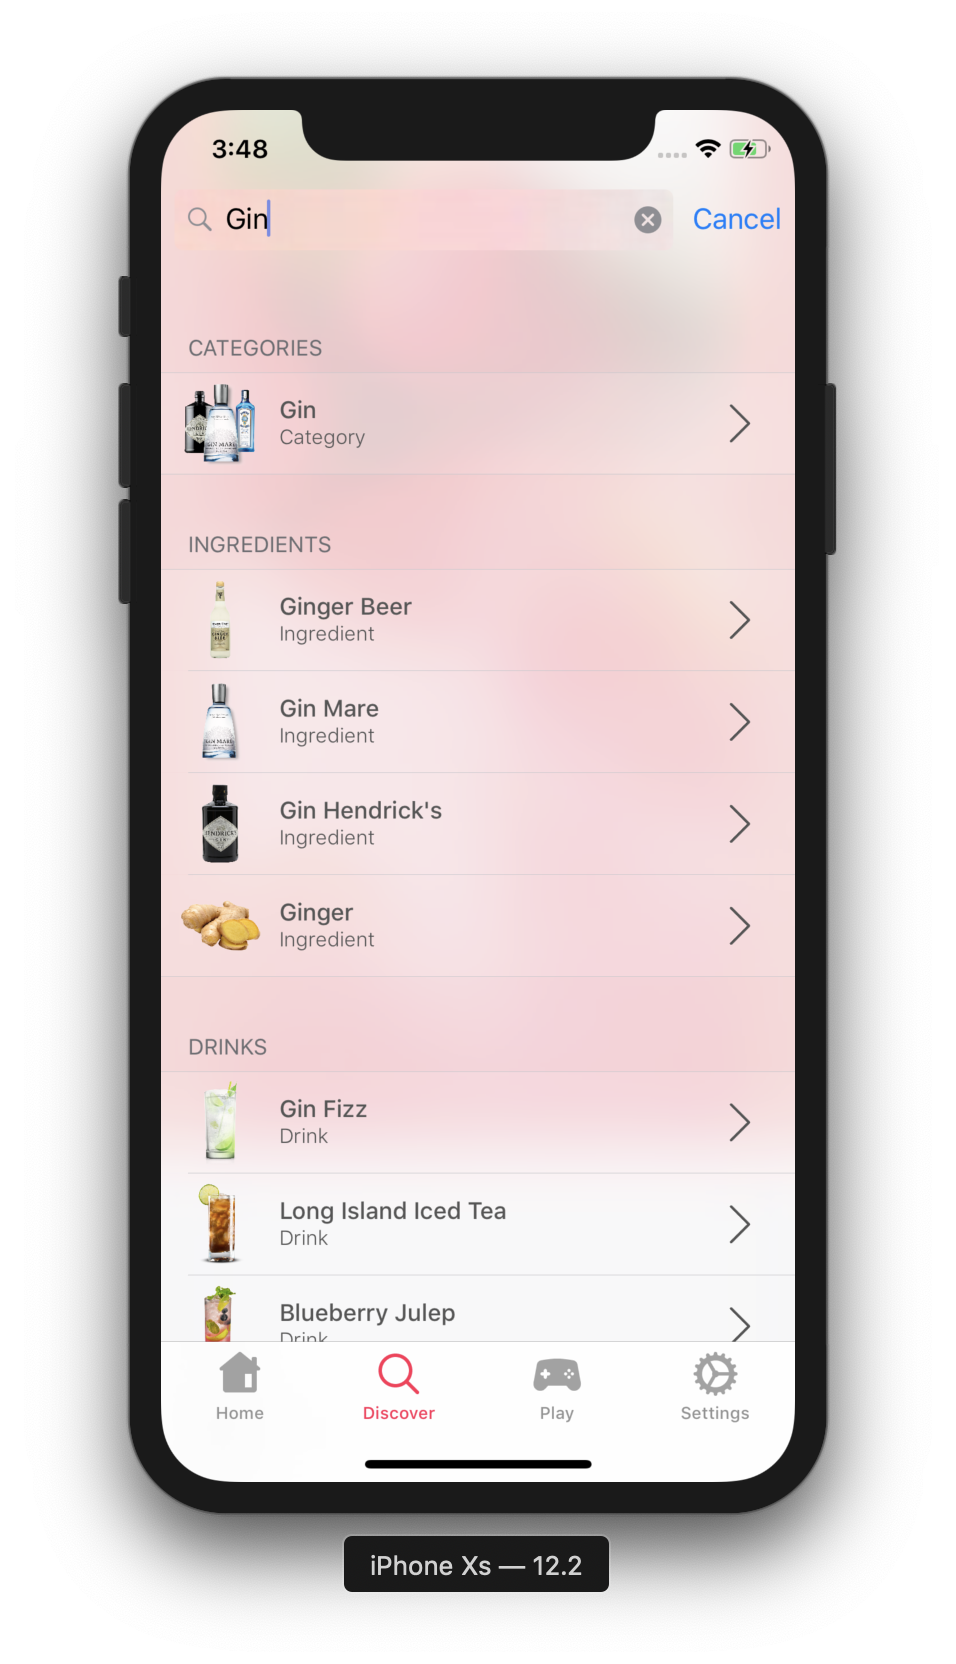 3:48
Gin
Cancel
CATEGORIES
Gin
Category
INGREDIENTS
Ginger Beer
Ingredient
Gin Mare
Ingredient
Gin Hendrick's
Ingredient
Ginger
Ingredient
DRINKS
Gin Fizz
Drink
Long Island Iced Tea
Drink
Blueberry Julep
Drink
Home
Discover
Play
Settings
iPhone Xs — 12.2